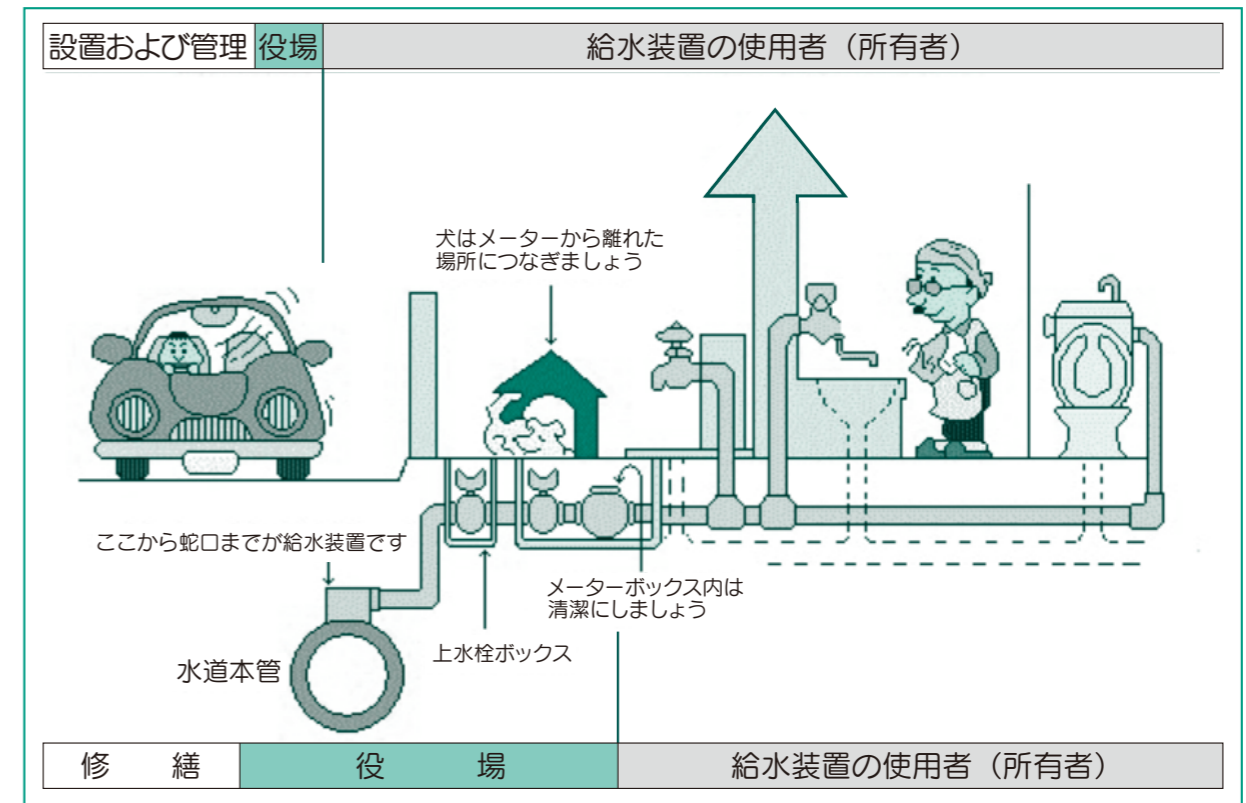 設置および管理 役場 給水装置の使用者（所有者）
犬はメーターから離れた
場所につなぎましょう
ここから蛇口までが給水装置です
メーターボックス内は
清潔にしましょう
上水栓ボックス
水道本管
修繕 役場 給水装置の使用者（所有者）